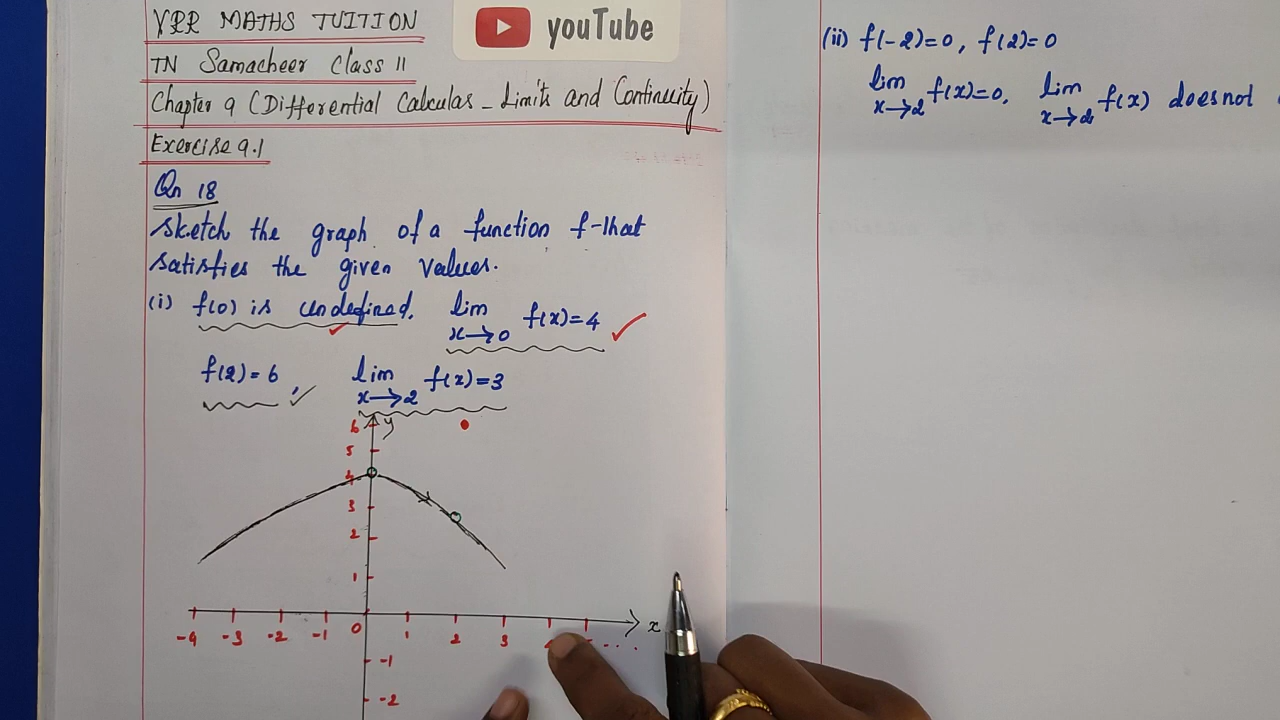 YRR MATHS TUITION
youTube
TN Samacheer Class 11
Chapter 9 (Differential Calculas - Limits and Continuity)
Exercise 9.1
Qn 18
Sketch the graph of a function f that
satisfies the given values.
(i) f(0) is undefined, lim x→0 f(x)=4
f(2)=6, lim x→2 f(x)=3
y
6
5
4
3
2
1
-4 -3 -2 -1 0 1 2 3 x
-1
-2
(ii) f(-2)=0, f(2)=0
lim x→2 f(x)=0, lim f(x) does not